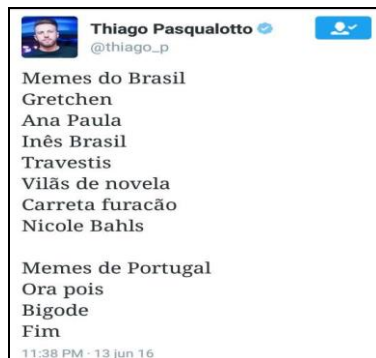 Thiago Pasqualotto
@thiago_p
Memes do Brasil
Gretchen
Ana Paula
Inês Brasil
Travestis
Vilãs de novela
Carreta furacão
Nicole Bahls
Memes de Portugal
Ora pois
Bigode
Fim
11:38 PM · 13 jun 16